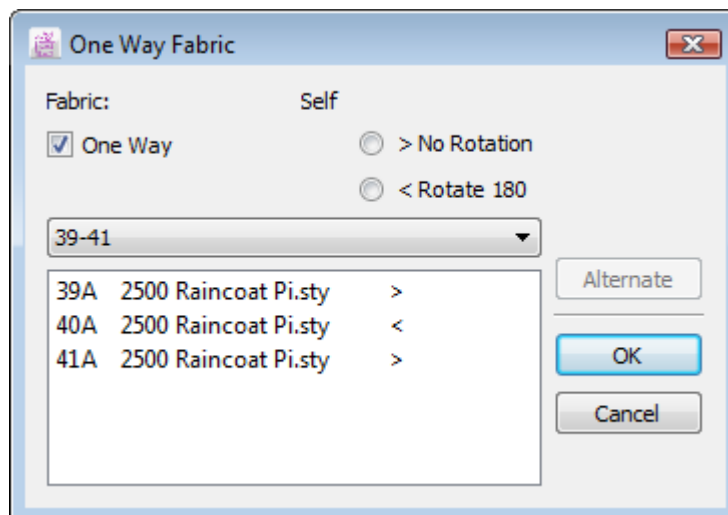 One Way Fabric
Fabric: Self
One Way
> No Rotation
< Rotate 180
39-41
39A 2500 Raincoat Pi.sty >
40A 2500 Raincoat Pi.sty <
41A 2500 Raincoat Pi.sty >
Alternate
OK
Cancel